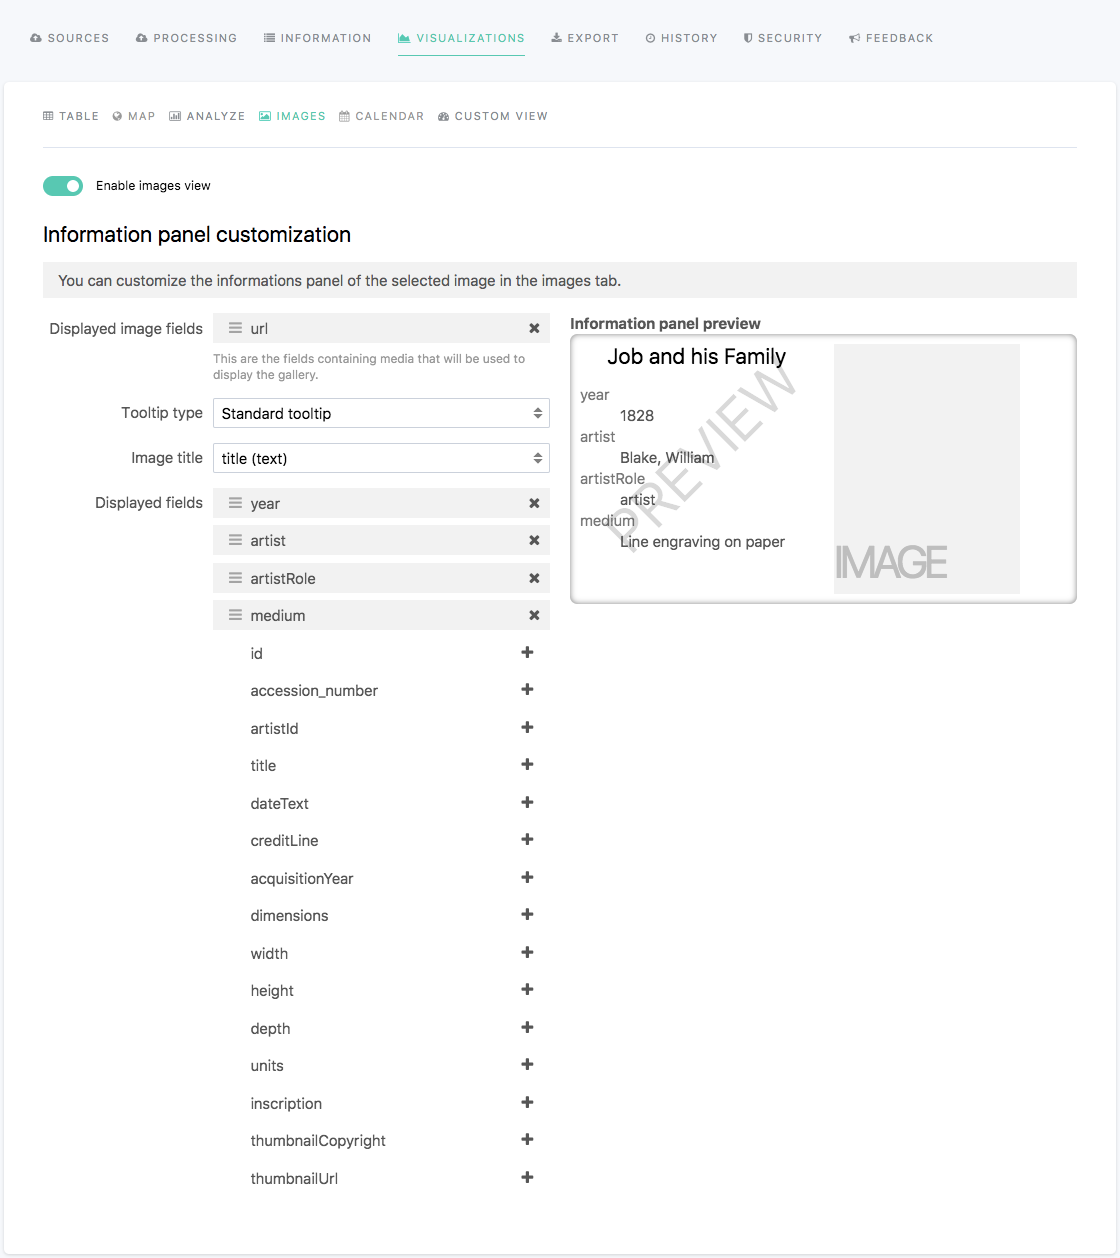 SOURCES PROCESSING INFORMATION VISUALIZATIONS EXPORT HISTORY SECURITY FEEDBACK
TABLE MAP ANALYZE IMAGES CALENDAR CUSTOM VIEW
Enable images view
Information panel customization
You can customize the informations panel of the selected image in the images tab.
Displayed image fields url
This are the fields containing media that will be used to
display the gallery.
Tooltip type Standard tooltip
Image title title (text)
Displayed fields year
artist
artistRole
medium
id
accession_number
artistId
title
dateText
creditLine
acquisitionYear
dimensions
width
height
depth
units
inscription
thumbnailCopyright
thumbnailUrl
Information panel preview
Job and his Family
year
1828
artist
Blake, William
artistRole
artist
medium
Line engraving on paper
PREVIEW
IMAGE